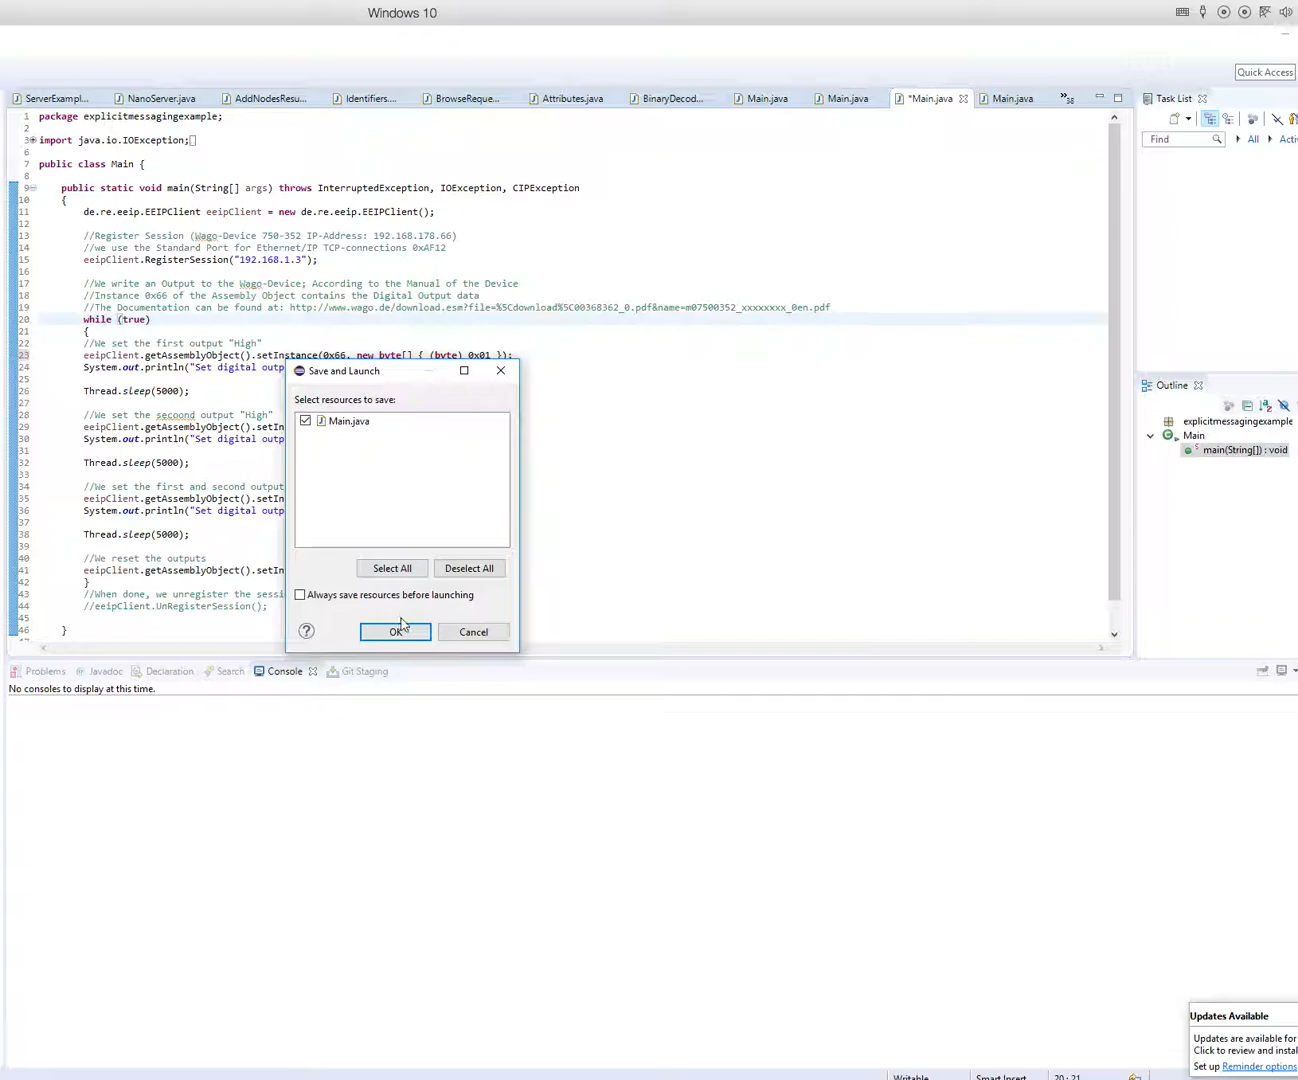 Windows 10
Quick Access
ServerExampl... NanoServer.java AddNodesResu... Identifiers.... BrowseReque... Attributes.java BinaryDecod... Main.java Main.java *Main.java Main.java »38
Task List
Find All Acti
1 package explicitmessagingexample;
2
3 import java.io.IOException;
6
7 public class Main {
8
9 public static void main(String[] args) throws InterruptedException, IOException, CIPException
10 {
11 de.re.eeip.EEIPClient eeipClient = new de.re.eeip.EEIPClient();
12
13 //Register Session (Wago-Device 750-352 IP-Address: 192.168.178.66)
14 //we use the Standard Port for Ethernet/IP TCP-connections 0xAF12
15 eeipClient.RegisterSession("192.168.1.3");
16
17 //We write an Output to the Wago-Device; According to the Manual of the Device
18 //Instance 0x66 of the Assembly Object contains the Digital Output data
19 //The Documentation can be found at: http://www.wago.de/download.esm?file=%5Cdownload%5C00368362_0.pdf&name=m07500352_xxxxxxxx_0en.pdf
20 while (true)
21 {
22 //We set the first output "High"
23 eeipClient.getAssemblyObject().setInstance(0x66, new byte[] { (byte) 0x01 });
24 System.out.println("Set digital outp
25
26 Thread.sleep(5000);
27
28 //We set the secoond output "High"
29 eeipClient.getAssemblyObject().setIn
30 System.out.println("Set digital outp
31
32 Thread.sleep(5000);
33
34 //We set the first and second output
35 eeipClient.getAssemblyObject().setIn
36 System.out.println("Set digital outp
37
38 Thread.sleep(5000);
39
40 //We reset the outputs
41 eeipClient.getAssemblyObject().setIn
42 }
43 //When done, we unregister the sessi
44 //eeipClient.UnRegisterSession();
45
46 }
Save and Launch
Select resources to save:
Main.java
Select All Deselect All
Always save resources before launching
OK Cancel
Outline
explicitmessagingexample
Main
main(String[]) : void
Problems Javadoc Declaration Search Console Git Staging
No consoles to display at this time.
Updates Available
Updates are available for
Click to review and instal
Set up Reminder options
Writable Smart Insert 20 : 21